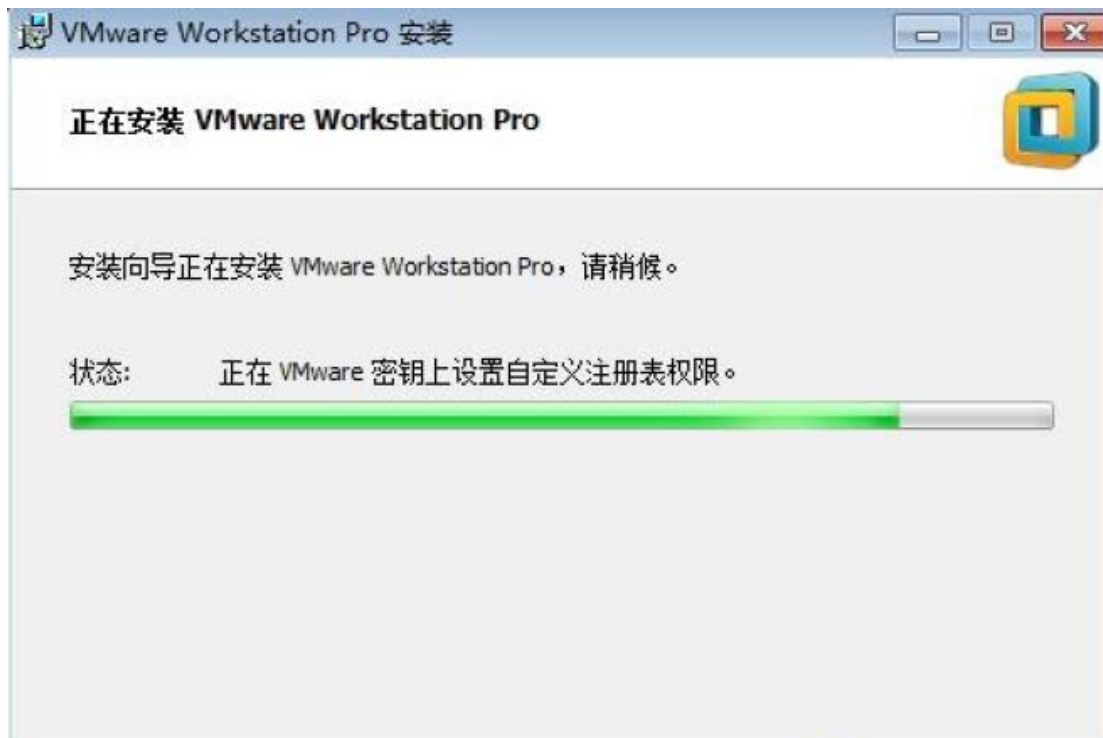 VMware Workstation Pro 安装
正在安装 VMware Workstation Pro
安装向导正在安装 VMware Workstation Pro，请稍候。
状态: 正在 VMware 密钥上设置自定义注册表权限。